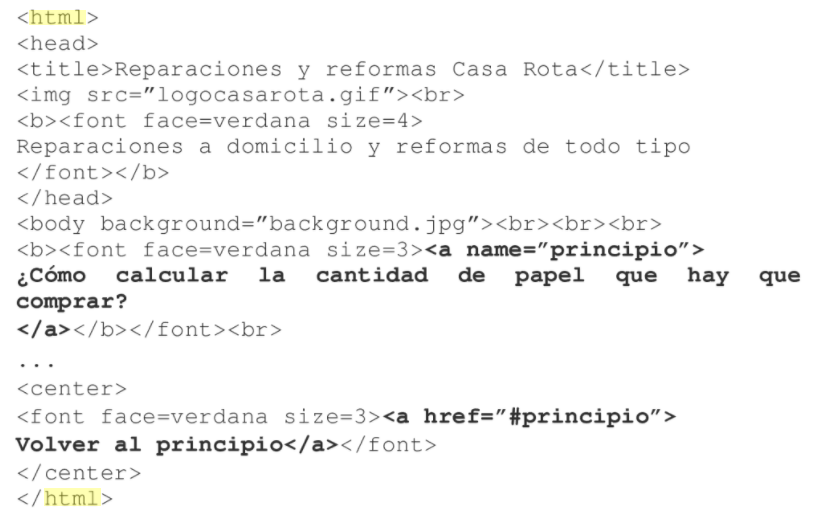 <html>
<head>
<title>Reparaciones y reformas Casa Rota</title>
<img src=”logocasarota.gif”><br>
<b><font face=verdana size=4>
Reparaciones a domicilio y reformas de todo tipo
</font></b>
</head>
<body background=”background.jpg”><br><br><br>
<b><font face=verdana size=3><a name=”principio”>
¿Cómo calcular la cantidad de papel que hay que
comprar?
</a></b></font><br>
...
<center>
<font face=verdana size=3><a href=”#principio”>
Volver al principio</a></font>
</center>
</html>